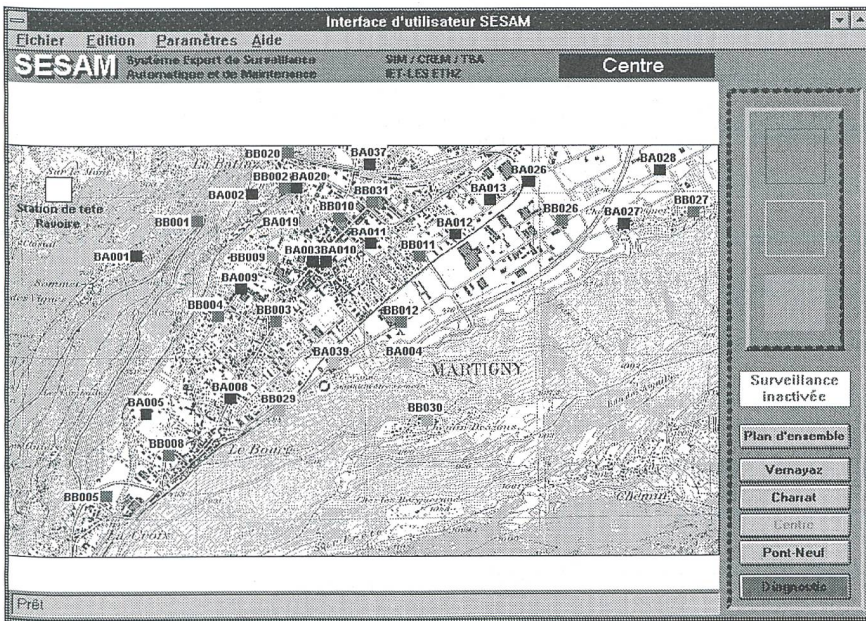 Interface d'utilisateur SESAM
Fichier Edition Paramètres Aide
SESAM
Système Expert de Surveillance
Automatique et de Maintenance
SIM / CREM / TBA
IET-LES ETHZ
Centre
BB020
BA037
BA028
BA026
BB002 BA020
BA002
BB031
BA013
Station de tete
Ravoire
BB001
BA019
BB010
BB026
BB027
BA027
BA012
BA011
BA001
BB009
BA003 BA010
BB011
BA009
BB004
BB003
BB012
BA039
BA004
MARTIGNY
BA008
BA005
BB029
BB030
BB008
Le Bourg
BB005
Chemin
La Croix
Surveillance
inactivée
Plan d'ensemble
Vernayaz
Charrat
Centre
Pont-Neuf
Diagnostic
Prêt